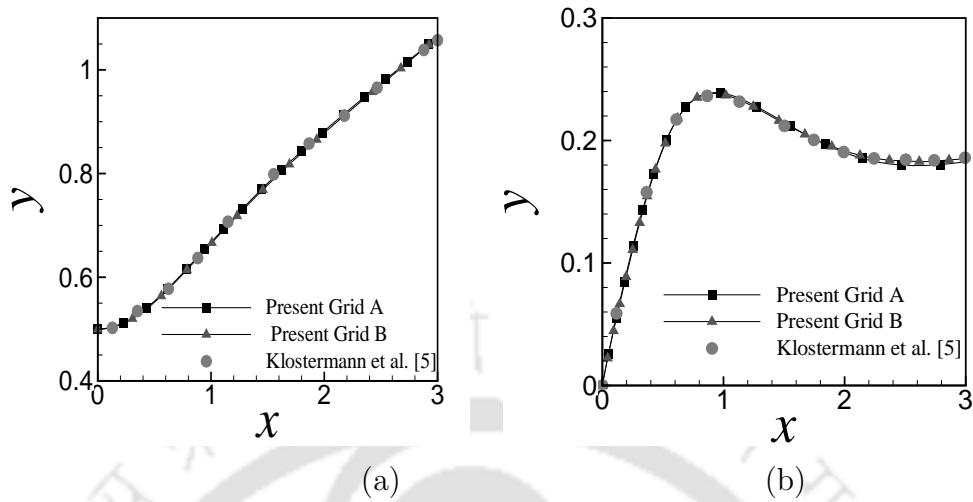 y
1
0.8
0.6
0.4
0
1
2
3
x
Present Grid A
Present Grid B
Klostermann et al. [5]
(a)
y
0.3
0.2
0.1
0
0
1
2
3
x
Present Grid A
Present Grid B
Klostermann et al. [5]
(b)